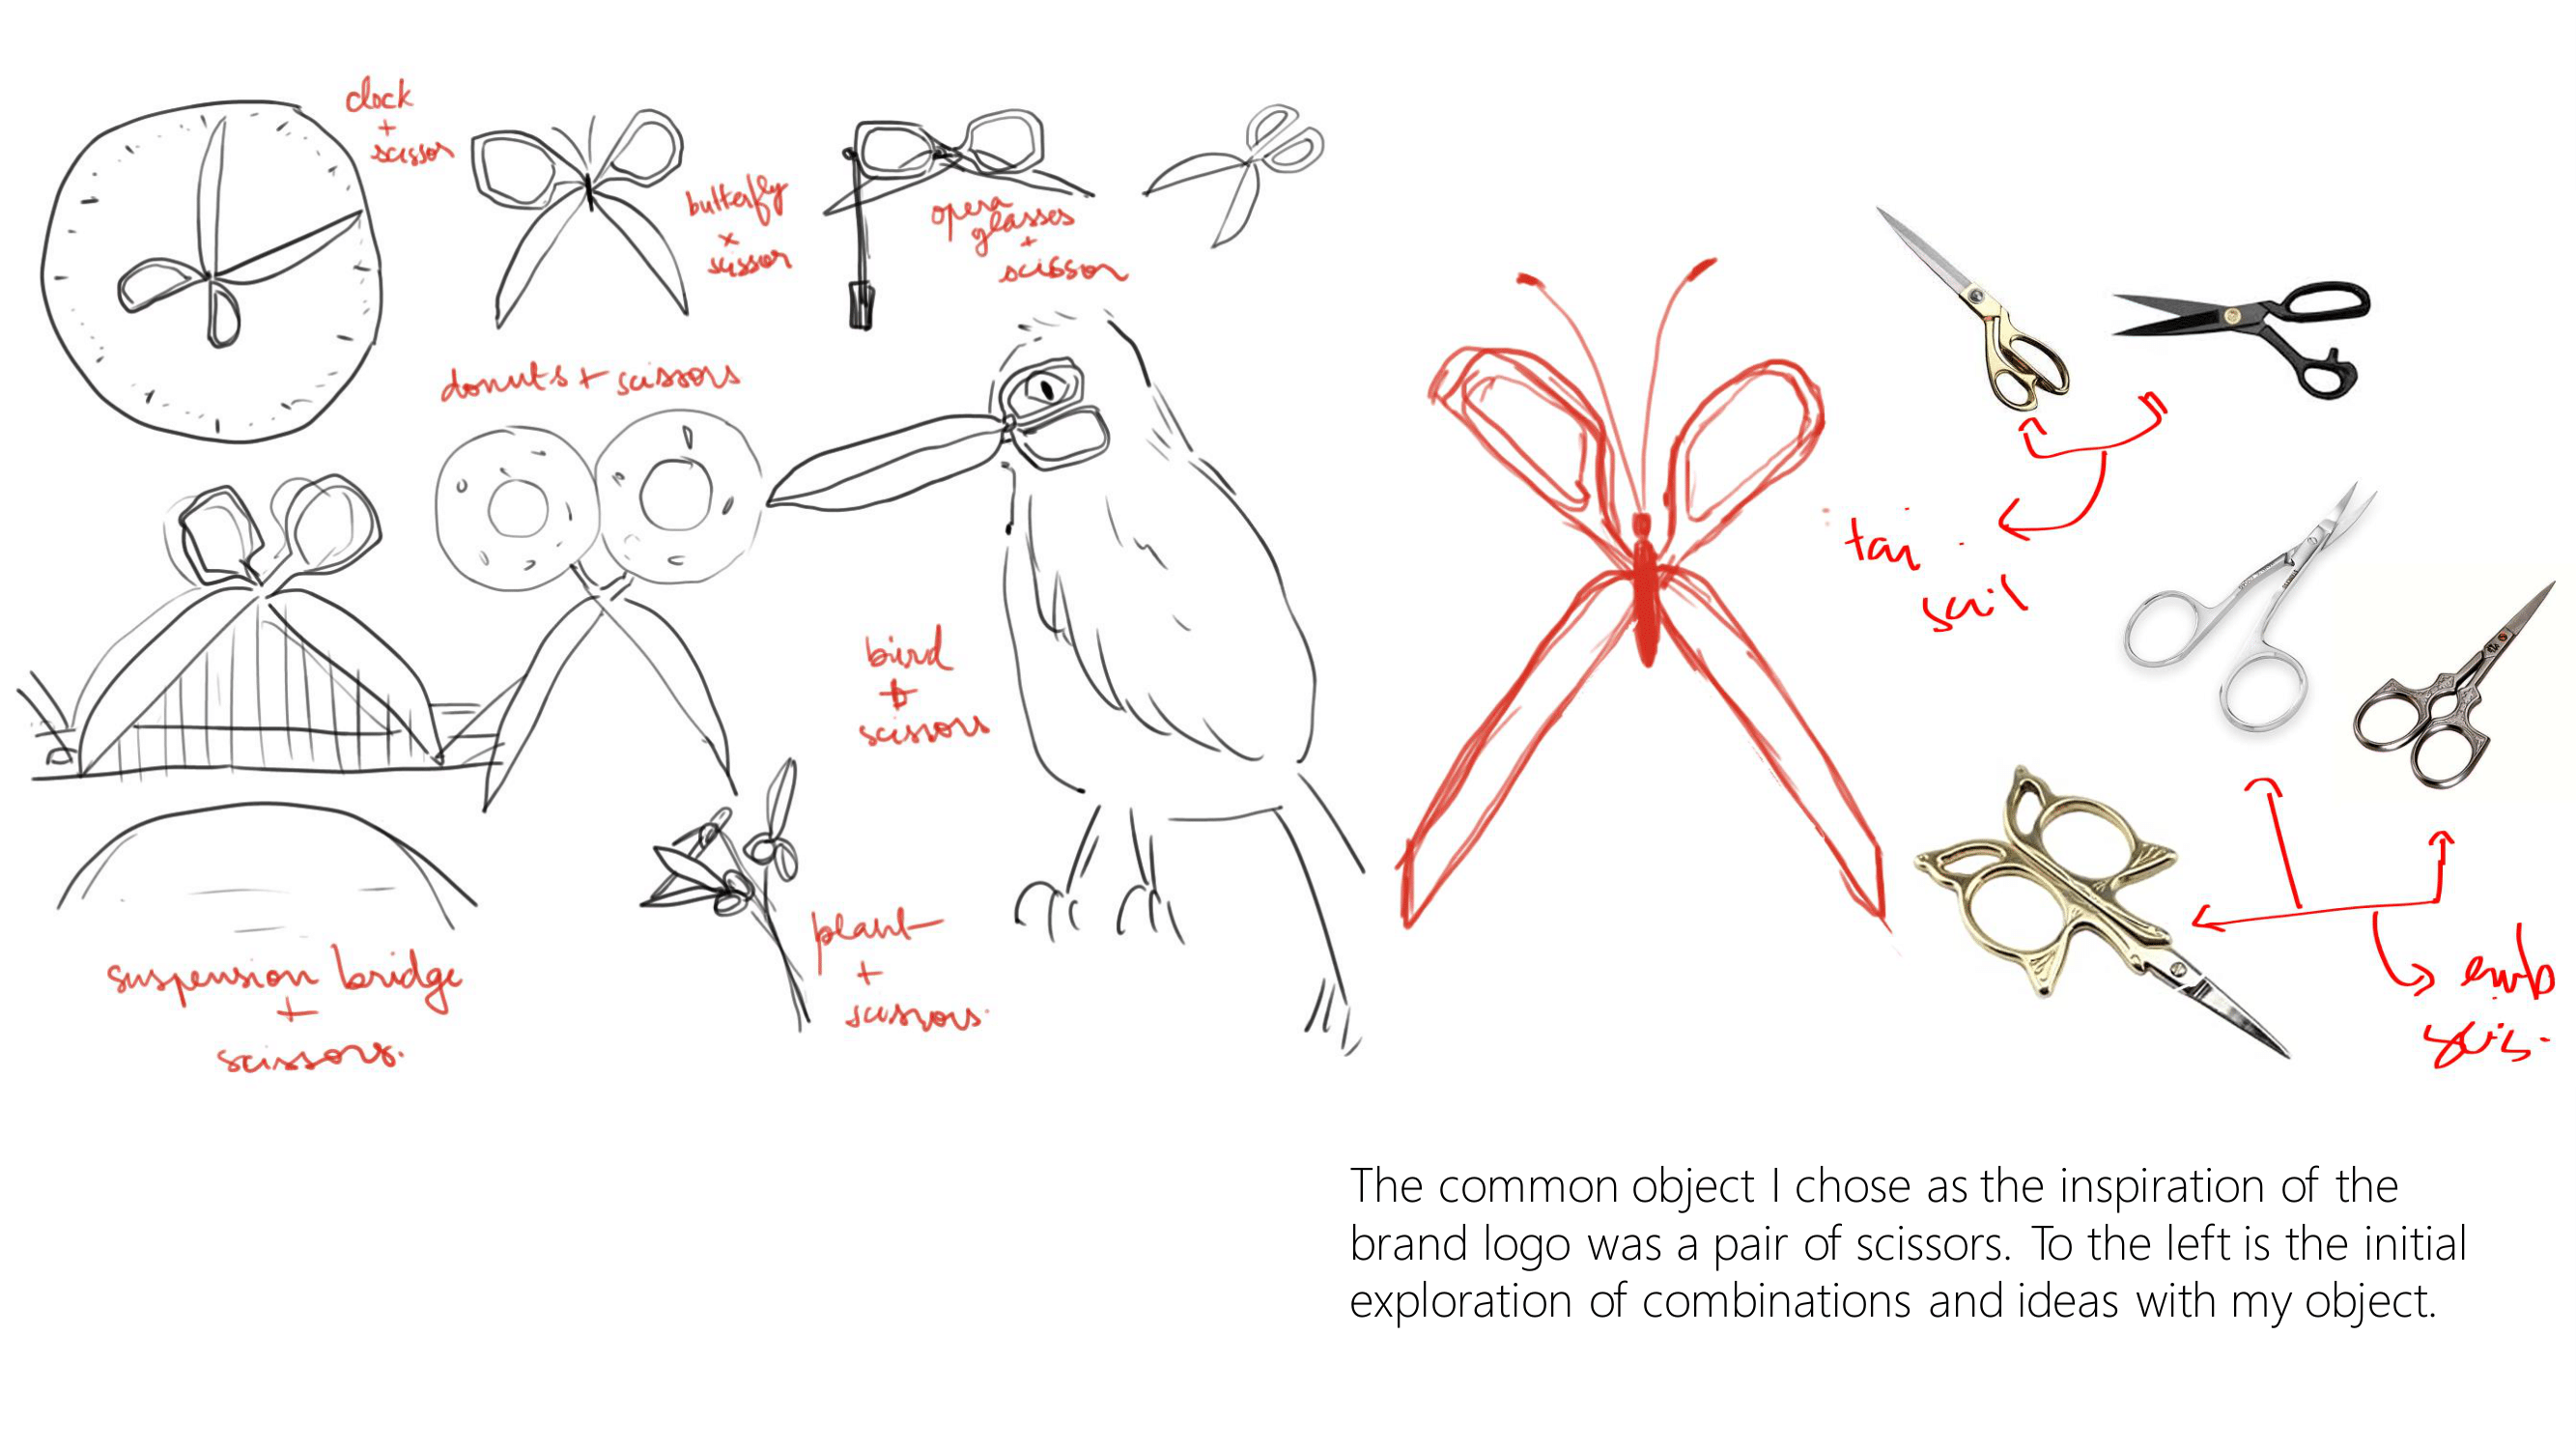 clock
+
scissor
butterfly
x
scissor
opera
glasses
+
scissor
donuts + scissors
bird
+
scissors
plant
+
scissors.
suspension bridge
+
scissors.
emb
scis.
The common object I chose as the inspiration of the
brand logo was a pair of scissors. To the left is the initial
exploration of combinations and ideas with my object.